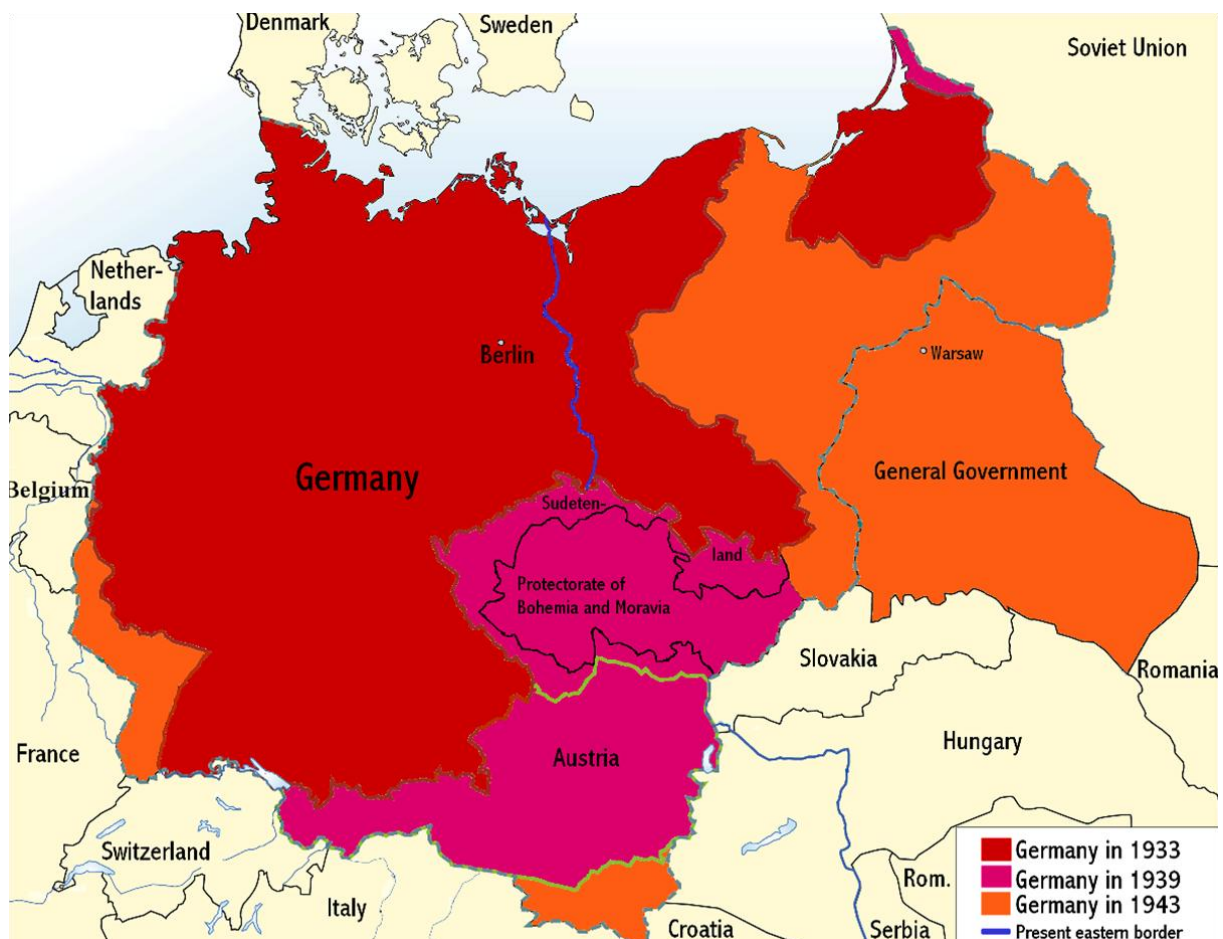 Denmark
Sweden
Soviet Union
Nether-
lands
Berlin
Warsaw
Germany
General Government
Belgium
Sudeten-
land
Protectorate of
Bohemia and Moravia
Slovakia
Romania
France
Austria
Hungary
Switzerland
Italy
Croatia
Serbia
Rom.
Germany in 1933
Germany in 1939
Germany in 1943
Present eastern border